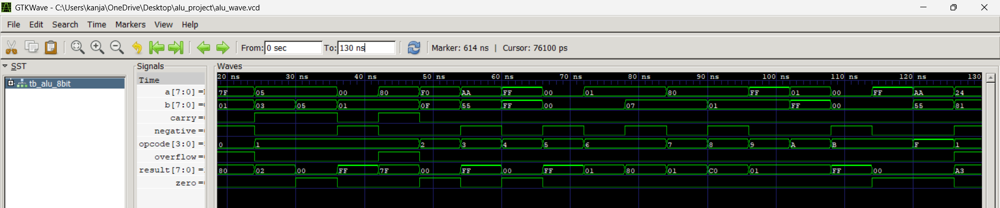 GTKWave - C:\Users\kanja\OneDrive\Desktop\alu_project\alu_wave.vcd
File Edit Search Time Markers View Help
From: 0 sec To: 130 ns Marker: 614 ns | Cursor: 76100 ps
SST
tb_alu_8bit
Signals
Time
a[7:0] =
b[7:0] =
carry =
negative =
opcode[3:0] =
overflow =
result[7:0] =
zero =
Waves
20 ns 30 ns 40 ns 50 ns 60 ns 70 ns 80 ns 90 ns 100 ns 110 ns 120 ns 130
7F 05 00 80 F0 AA FF 00 01 80 FF 01 00 FF AA 24
01 03 05 01 0F 55 FF 00 07 01 FF 00 55 81
0 1 2 3 4 5 6 7 8 9 A B F 1
80 02 00 FF 7F 00 FF 00 FF 01 80 01 C0 01 FF 00 A3